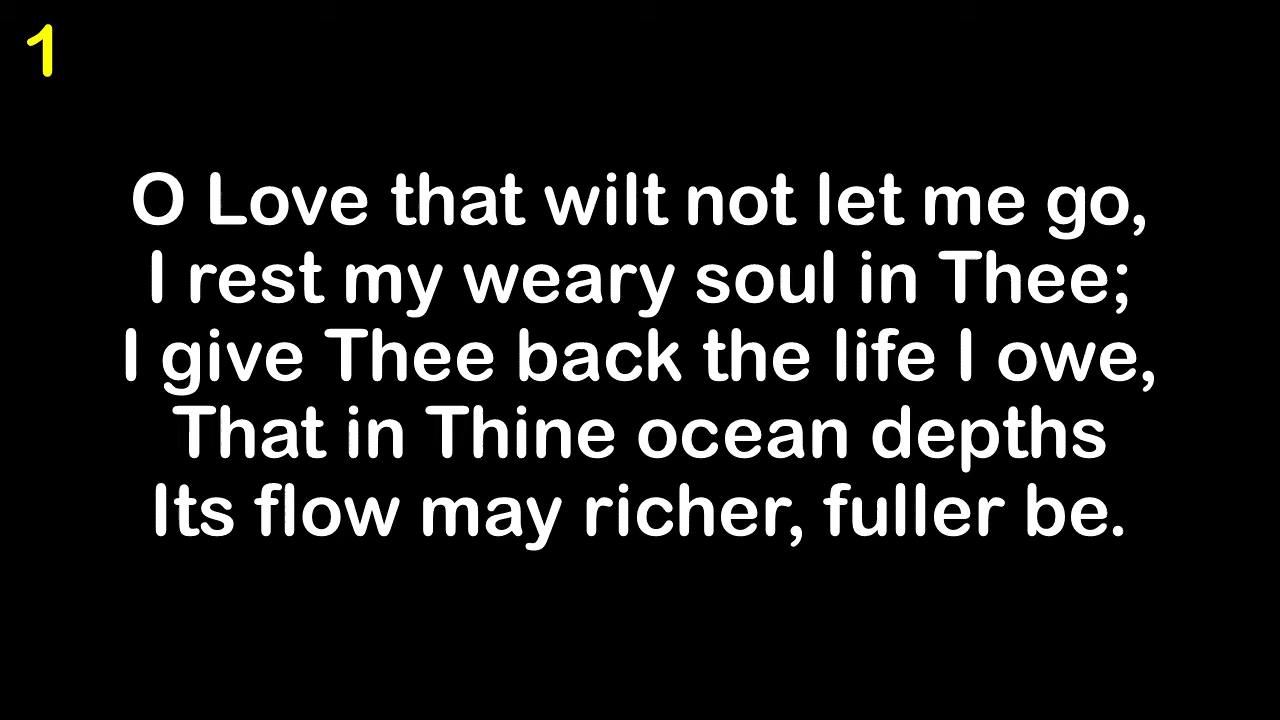 1
O Love that wilt not let me go,
I rest my weary soul in Thee;
I give Thee back the life I owe,
That in Thine ocean depths
Its flow may richer, fuller be.